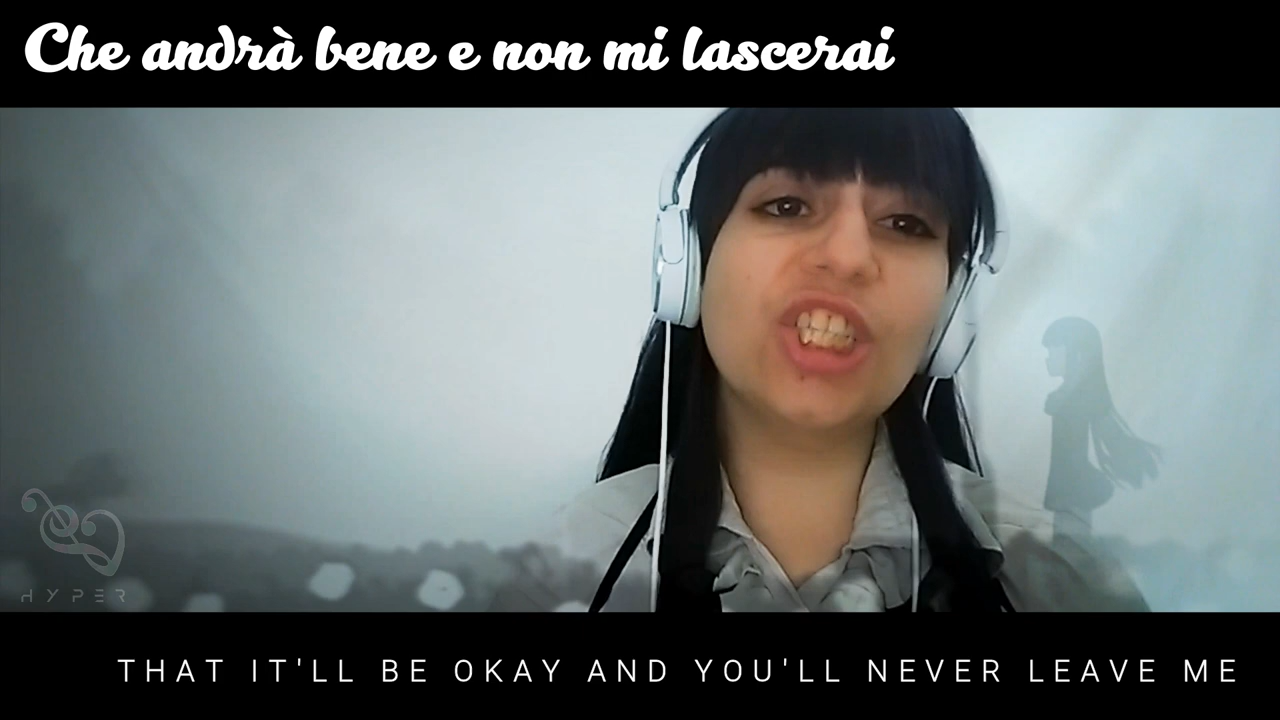 Che andrà bene e non mi lascerai
HYPER
THAT IT'LL BE OKAY AND YOU'LL NEVER LEAVE ME